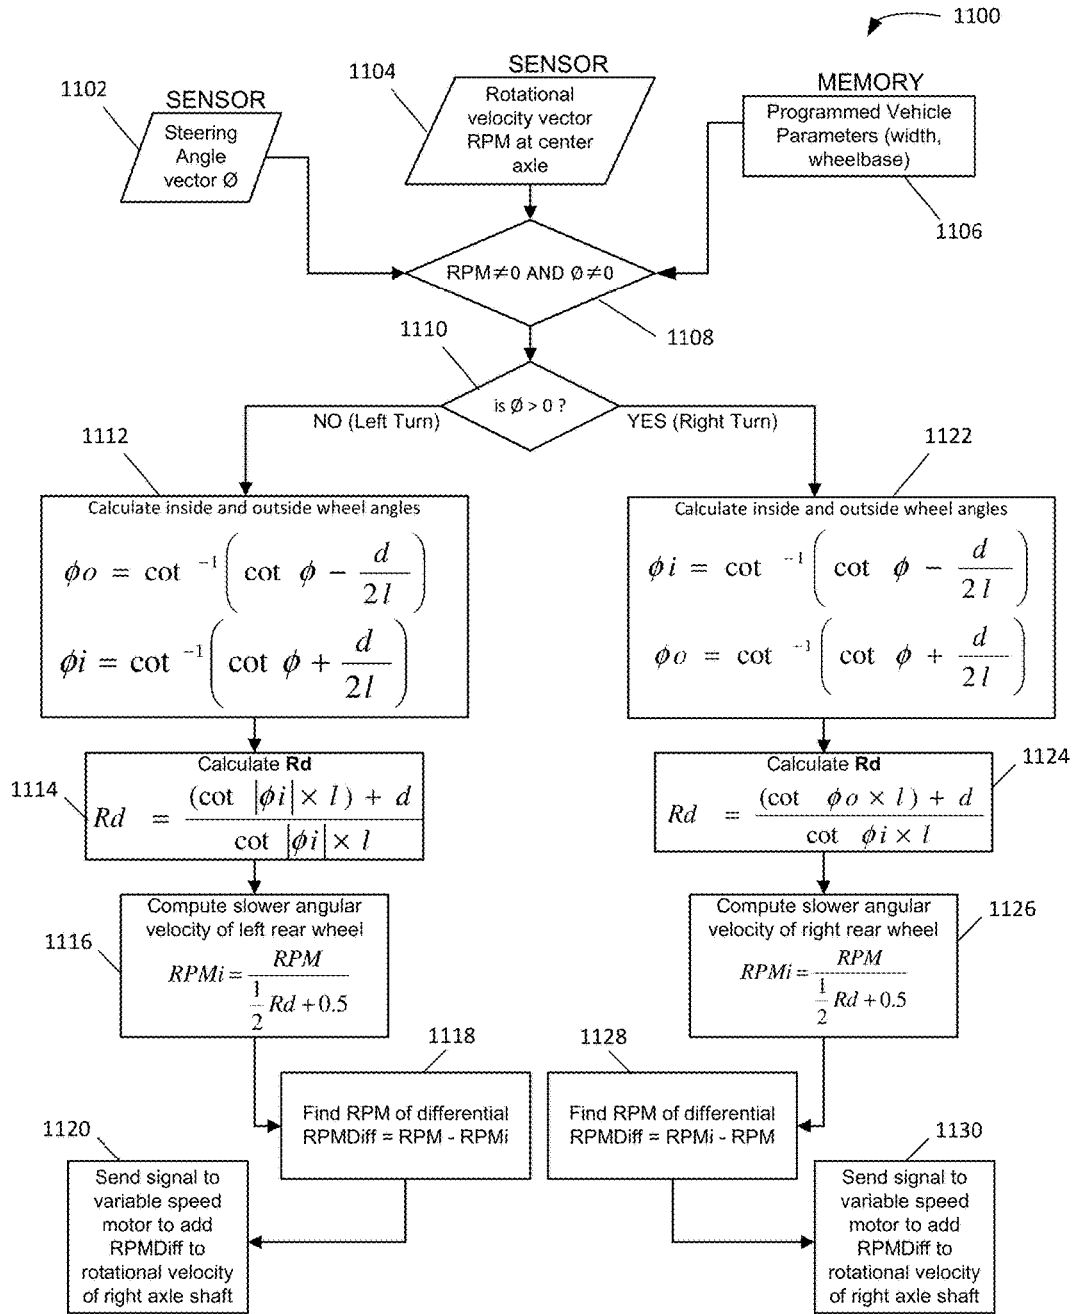 1100
1102
SENSOR
Steering
Angle
vector Ø
1104
SENSOR
Rotational
velocity vector
RPM at center
axle
MEMORY
Programmed Vehicle
Parameters (width,
wheelbase)
1106
RPM≠0 AND Ø≠0
1108
1110
is Ø > 0 ?
NO (Left Turn)
YES (Right Turn)
1112
Calculate inside and outside wheel angles
ϕo = cot ⁻¹( cot ϕ − d/2l )
ϕi = cot ⁻¹( cot ϕ + d/2l )
1122
Calculate inside and outside wheel angles
ϕi = cot ⁻¹( cot ϕ − d/2l )
ϕo = cot ⁻¹( cot ϕ + d/2l )
1114
Calculate Rd
Rd = (cot |ϕi| × l) + d / cot |ϕi| × l
1124
Calculate Rd
Rd = (cot ϕo × l) + d / cot ϕi × l
1116
Compute slower angular
velocity of left rear wheel
RPMi = RPM / 1/2 Rd + 0.5
1126
Compute slower angular
velocity of right rear wheel
RPMi = RPM / 1/2 Rd + 0.5
1118
Find RPM of differential
RPMDiff = RPM - RPMi
1128
Find RPM of differential
RPMDiff = RPMi - RPM
1120
Send signal to
variable speed
motor to add
RPMDiff to
rotational velocity
of right axle shaft
1130
Send signal to
variable speed
motor to add
RPMDiff to
rotational velocity
of right axle shaft